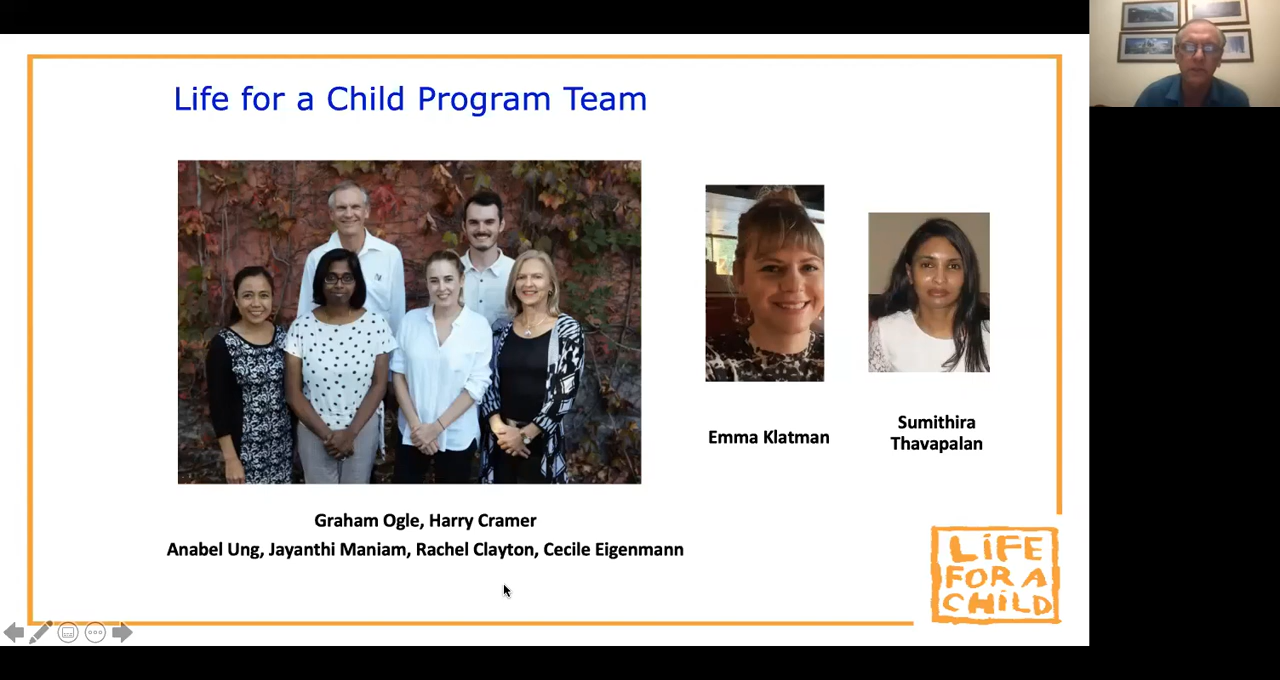 Life for a Child Program Team
Emma Klatman
Sumithira
Thavapalan
Graham Ogle, Harry Cramer
Anabel Ung, Jayanthi Maniam, Rachel Clayton, Cecile Eigenmann
LiFE
FOR A
CHiLD